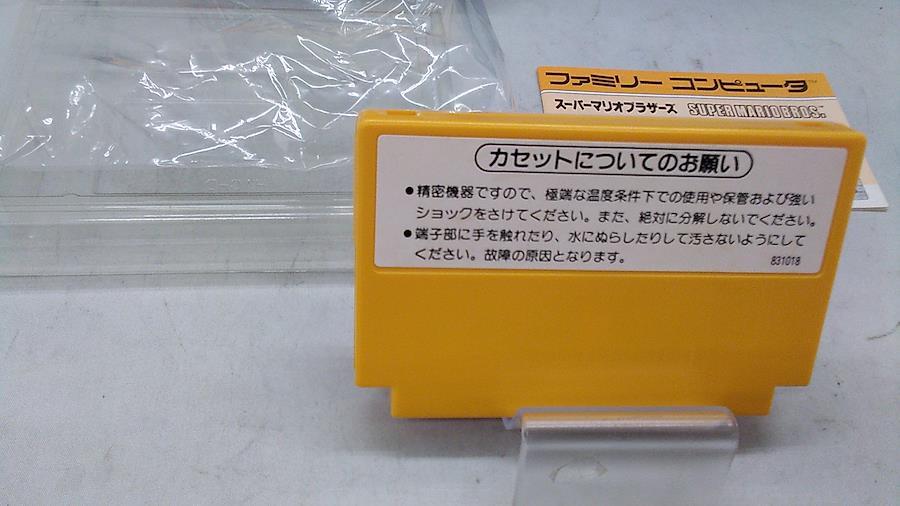 ファミリー コンピュータ™
スーパーマリオブラザーズ SUPER MARIO BROS.™
カセットについてのお願い
●精密機器ですので、極端な温度条件下での使用や保管および強い
ショックをさけてください。また、絶対に分解しないでください。
●端子部に手を触れたり、水にぬらしたりして汚さないようにして
ください。故障の原因となります。
831018